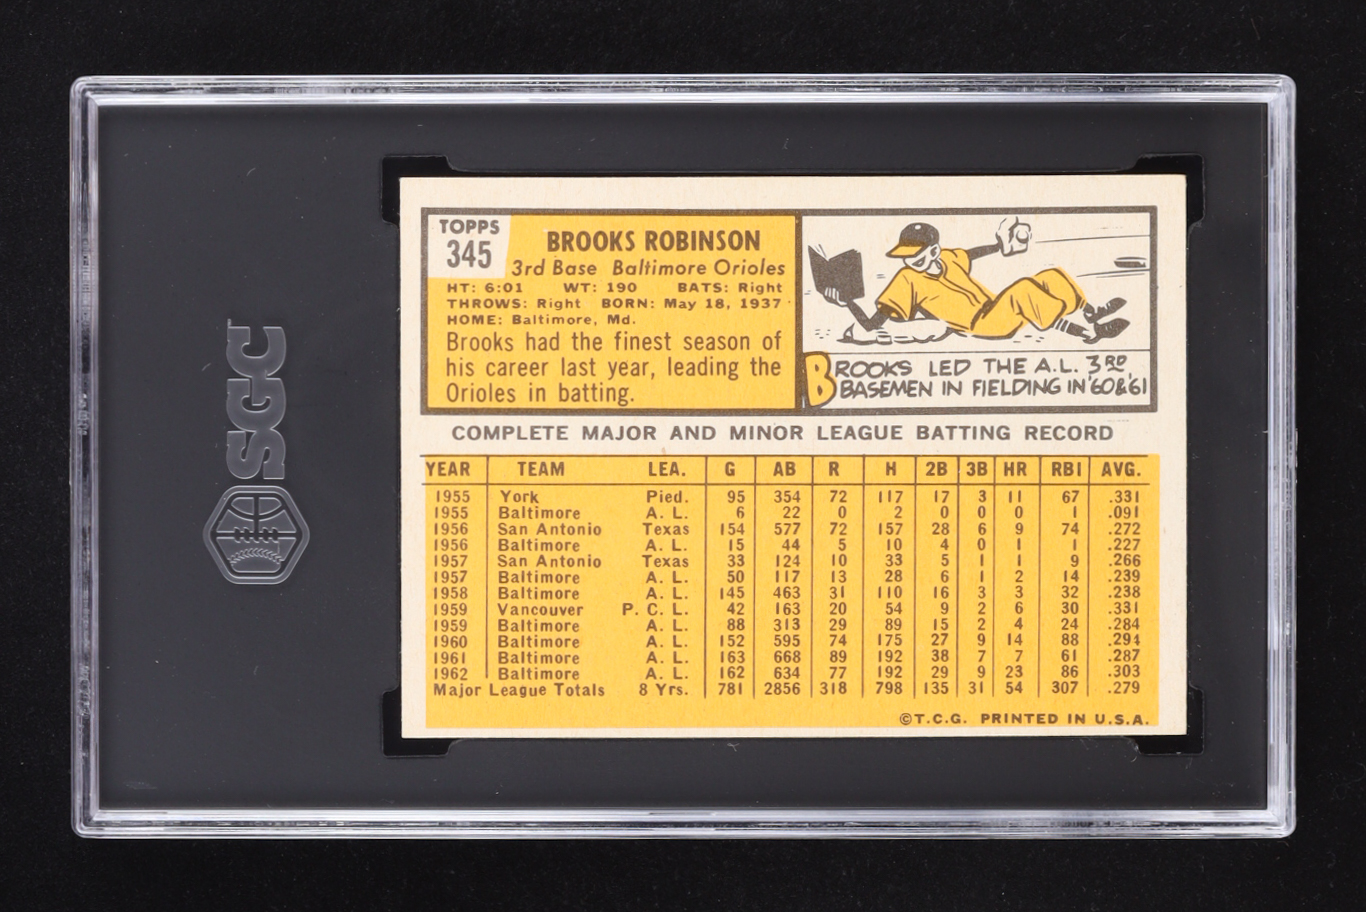 SGC
TOPPS
345
BROOKS ROBINSON
3rd Base Baltimore Orioles
HT: 6:01 WT: 190 BATS: Right
THROWS: Right BORN: May 18, 1937
HOME: Baltimore, Md.
Brooks had the finest season of
his career last year, leading the
Orioles in batting.
BROOKS LED THE A.L. 3RD
BASEMEN IN FIELDING IN '60&'61
COMPLETE MAJOR AND MINOR LEAGUE BATTING RECORD
YEAR TEAM LEA. G AB R H 2B 3B HR RBI AVG.
1955 York Pied. 95 354 72 117 17 3 11 67 .331
1955 Baltimore A. L. 6 22 0 2 0 0 0 1 .091
1956 San Antonio Texas 154 577 72 157 28 6 9 74 .272
1956 Baltimore A. L. 15 44 5 10 4 0 1 1 .227
1957 San Antonio Texas 33 124 10 33 5 1 1 9 .266
1957 Baltimore A. L. 50 117 13 28 6 1 2 14 .239
1958 Baltimore A. L. 145 463 31 110 16 3 3 32 .238
1959 Vancouver P. C. L. 42 163 20 54 9 2 6 30 .331
1959 Baltimore A. L. 88 313 29 89 15 2 4 24 .284
1960 Baltimore A. L. 152 595 74 175 27 9 14 88 .294
1961 Baltimore A. L. 163 668 89 192 38 7 7 61 .287
1962 Baltimore A. L. 162 634 77 192 29 9 23 86 .303
Major League Totals 8 Yrs. 781 2856 318 798 135 31 54 307 .279
©T.C.G. PRINTED IN U.S.A.